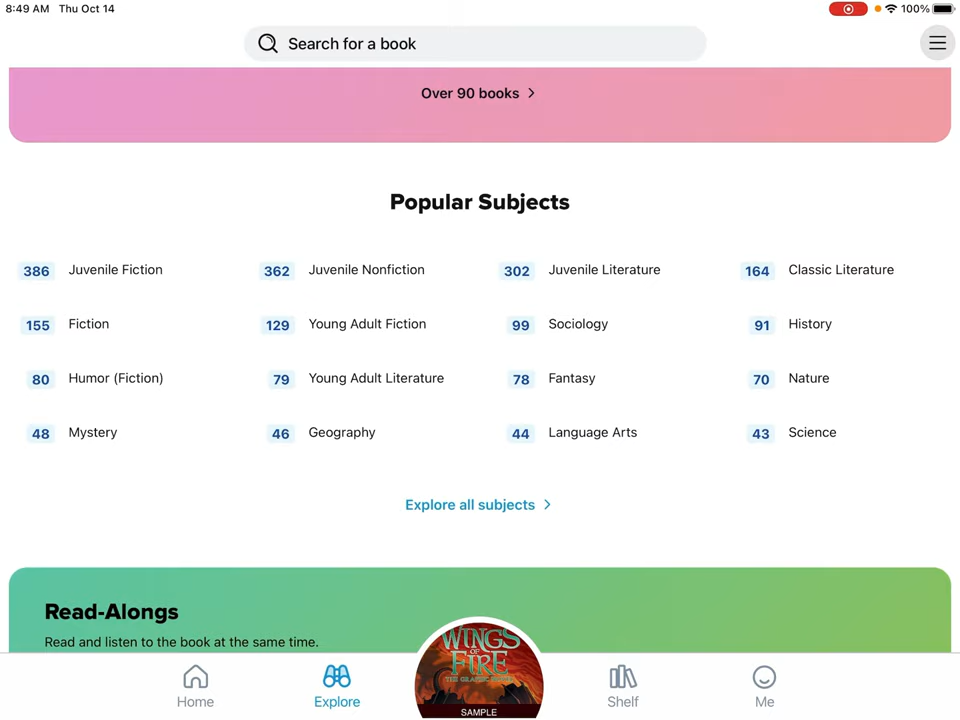 8:49 AM Thu Oct 14 100%
Search for a book
Over 90 books
Popular Subjects
386 Juvenile Fiction 362 Juvenile Nonfiction 302 Juvenile Literature 164 Classic Literature
155 Fiction 129 Young Adult Fiction 99 Sociology 91 History
80 Humor (Fiction) 79 Young Adult Literature 78 Fantasy 70 Nature
48 Mystery 46 Geography 44 Language Arts 43 Science
Explore all subjects
Read-Alongs
Read and listen to the book at the same time.
WINGS
OF
FIRE
THE GRAPHIC NOVEL
SAMPLE
Home Explore Shelf Me